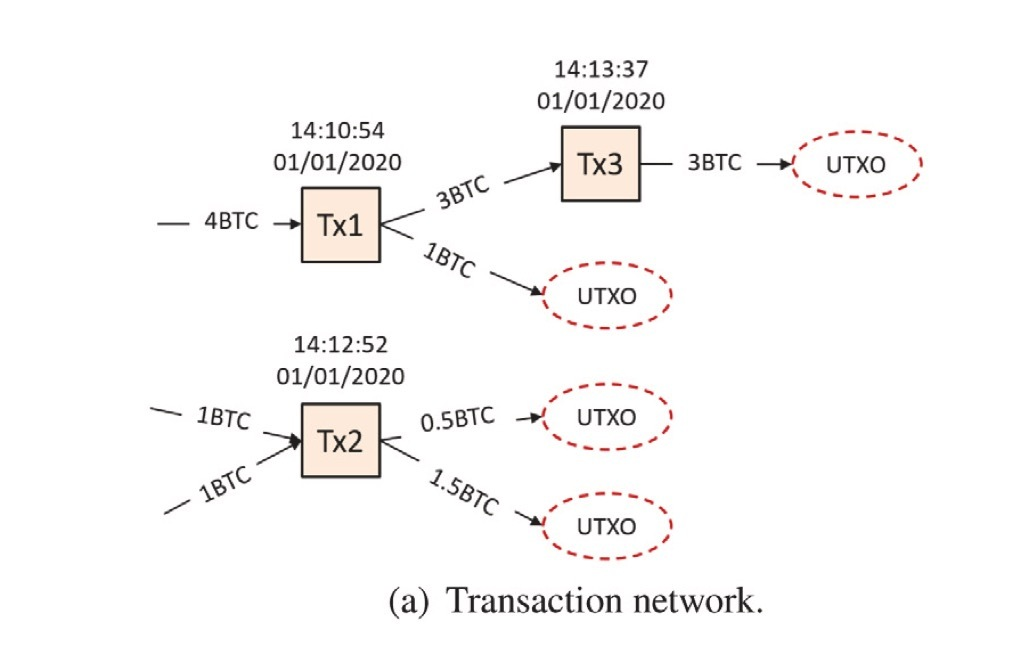 14:13:37
01/01/2020
Tx3
3BTC
UTXO
14:10:54
01/01/2020
4BTC
Tx1
3BTC
1BTC
UTXO
14:12:52
01/01/2020
1BTC
1BTC
Tx2
0.5BTC
UTXO
1.5BTC
UTXO
(a) Transaction network.